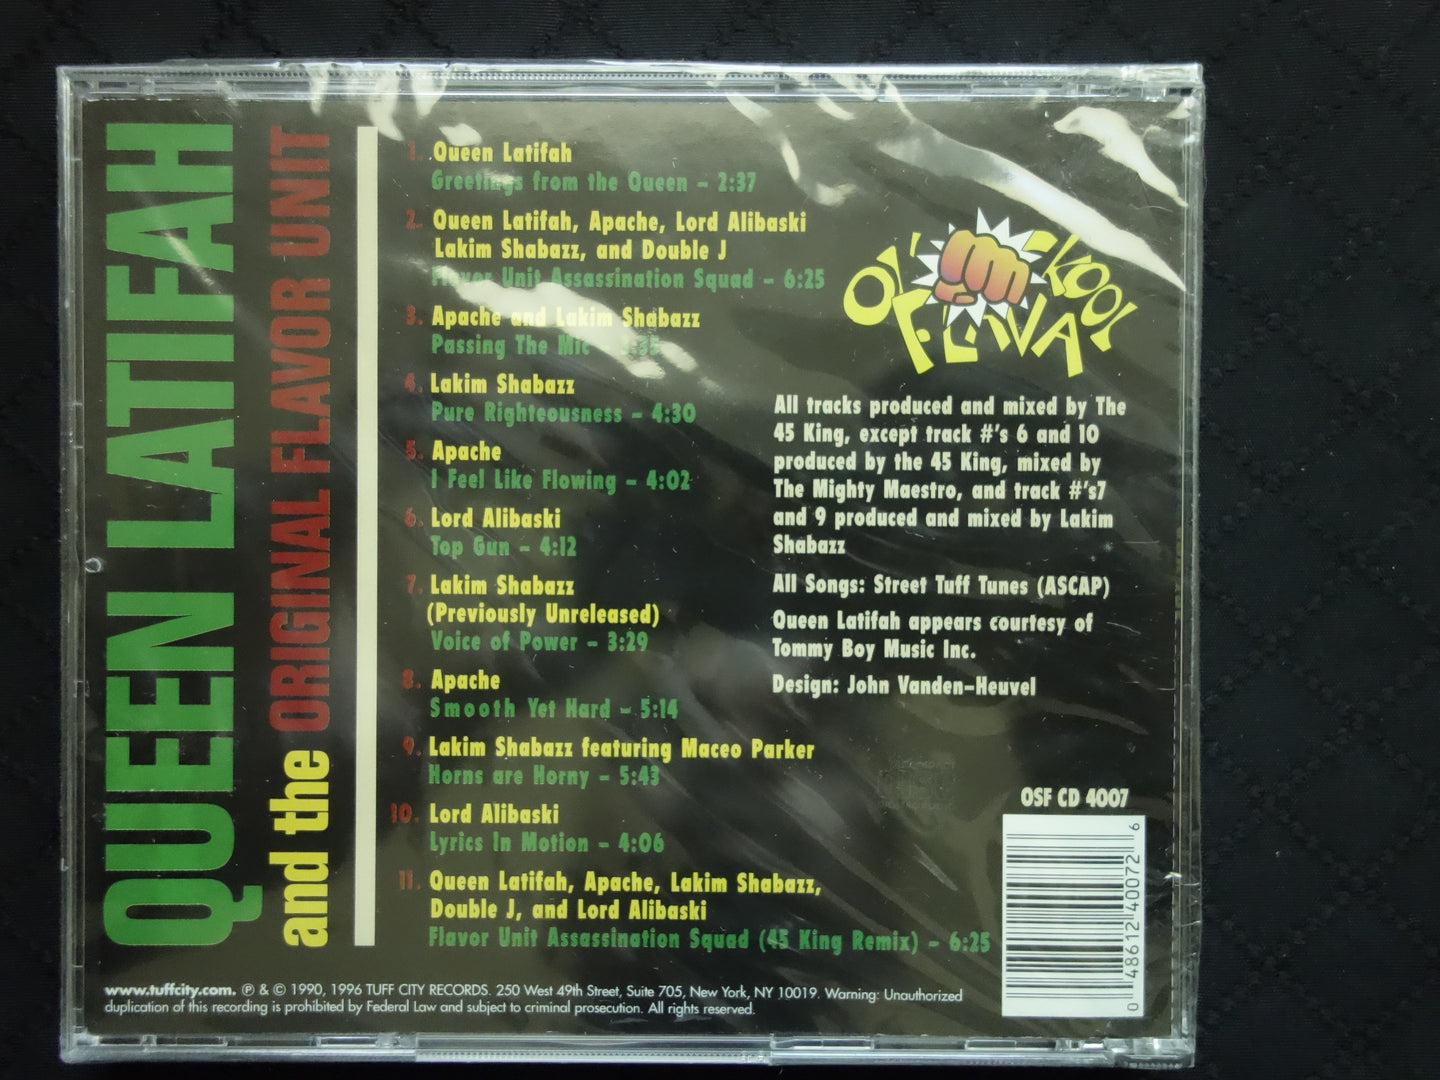 QUEEN LATIFAH
and the ORIGINAL FLAVOR UNIT
1. Queen Latifah
Greetings from the Queen – 2:37
2. Queen Latifah, Apache, Lord Alibaski
Lakim Shabazz, and Double J
Flavor Unit Assassination Squad – 6:25
3. Apache and Lakim Shabazz
Passing The Mic – 3:35
4. Lakim Shabazz
Pure Righteousness – 4:30
5. Apache
I Feel Like Flowing – 4:02
6. Lord Alibaski
Top Gun – 4:12
7. Lakim Shabazz
(Previously Unreleased)
Voice of Power – 3:29
8. Apache
Smooth Yet Hard – 5:14
9. Lakim Shabazz featuring Maceo Parker
Horns are Horny – 5:43
10. Lord Alibaski
Lyrics In Motion – 4:06
11. Queen Latifah, Apache, Lakim Shabazz,
Double J, and Lord Alibaski
Flavor Unit Assassination Squad (45 King Remix) – 6:25
OL' SKOOL
FLAVA
All tracks produced and mixed by The
45 King, except track #'s 6 and 10
produced by the 45 King, mixed by
The Mighty Maestro, and track #'s7
and 9 produced and mixed by Lakim
Shabazz
All Songs: Street Tuff Tunes (ASCAP)
Queen Latifah appears courtesy of
Tommy Boy Music Inc.
Design: John Vanden-Heuvel
OSF CD 4007
0 48612 40072 6
www.tuffcity.com. ℗ & © 1990, 1996 TUFF CITY RECORDS. 250 West 49th Street, Suite 705, New York, NY 10019. Warning: Unauthorized
duplication of this recording is prohibited by Federal Law and subject to criminal prosecution. All rights reserved.